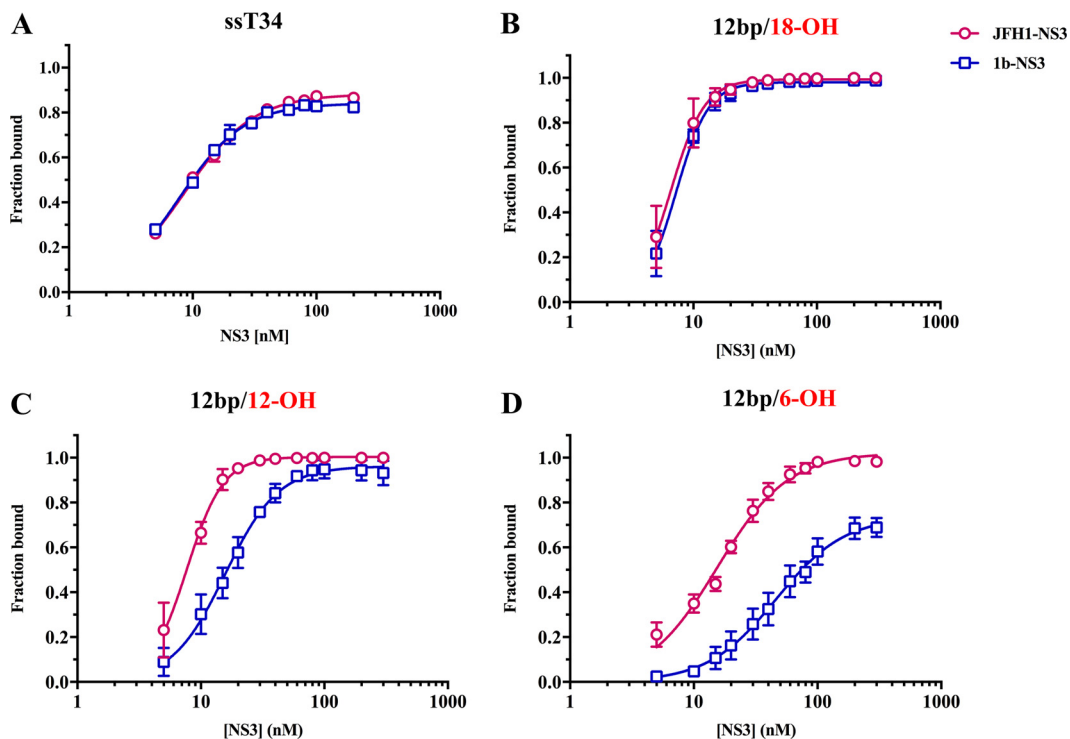 A
ssT34
Fraction bound
1.0
0.8
0.6
0.4
0.2
0.0
1
10
100
1000
NS3 [nM]
B
12bp/18-OH
JFH1-NS3
1b-NS3
Fraction bound
1.0
0.8
0.6
0.4
0.2
0.0
1
10
100
1000
[NS3] (nM)
C
12bp/12-OH
Fraction bound
1.0
0.8
0.6
0.4
0.2
0.0
1
10
100
1000
[NS3] (nM)
D
12bp/6-OH
Fraction bound
1.0
0.8
0.6
0.4
0.2
0.0
1
10
100
1000
[NS3] (nM)